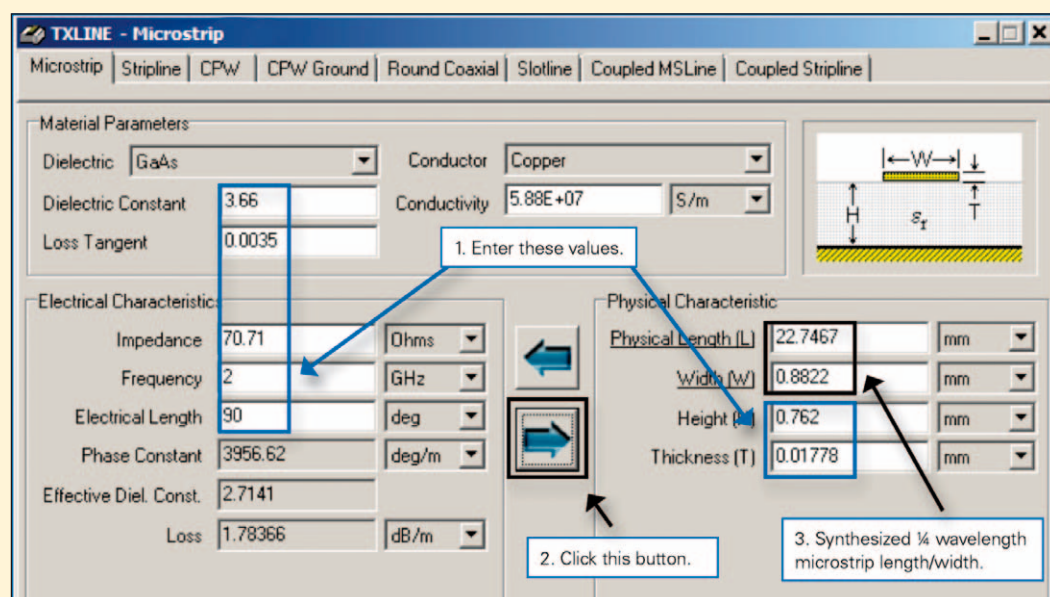 TXLINE - Microstrip
Microstrip Stripline CPW CPW Ground Round Coaxial Slotline Coupled MSLine Coupled Stripline
Material Parameters
Dielectric GaAs Conductor Copper
Dielectric Constant 3.66 Conductivity 5.88E+07 S/m
Loss Tangent 0.0035
1. Enter these values.
W
H
εr
T
Electrical Characteristics
Impedance 70.71 Ohms
Frequency 2 GHz
Electrical Length 90 deg
Phase Constant 3956.62 deg/m
Effective Diel. Const. 2.7141
Loss 1.78366 dB/m
2. Click this button.
Physical Characteristic
Physical Length (L) 22.7467 mm
Width (W) 0.8822 mm
Height 0.762 mm
Thickness (T) 0.01778 mm
3. Synthesized ¼ wavelength
microstrip length/width.